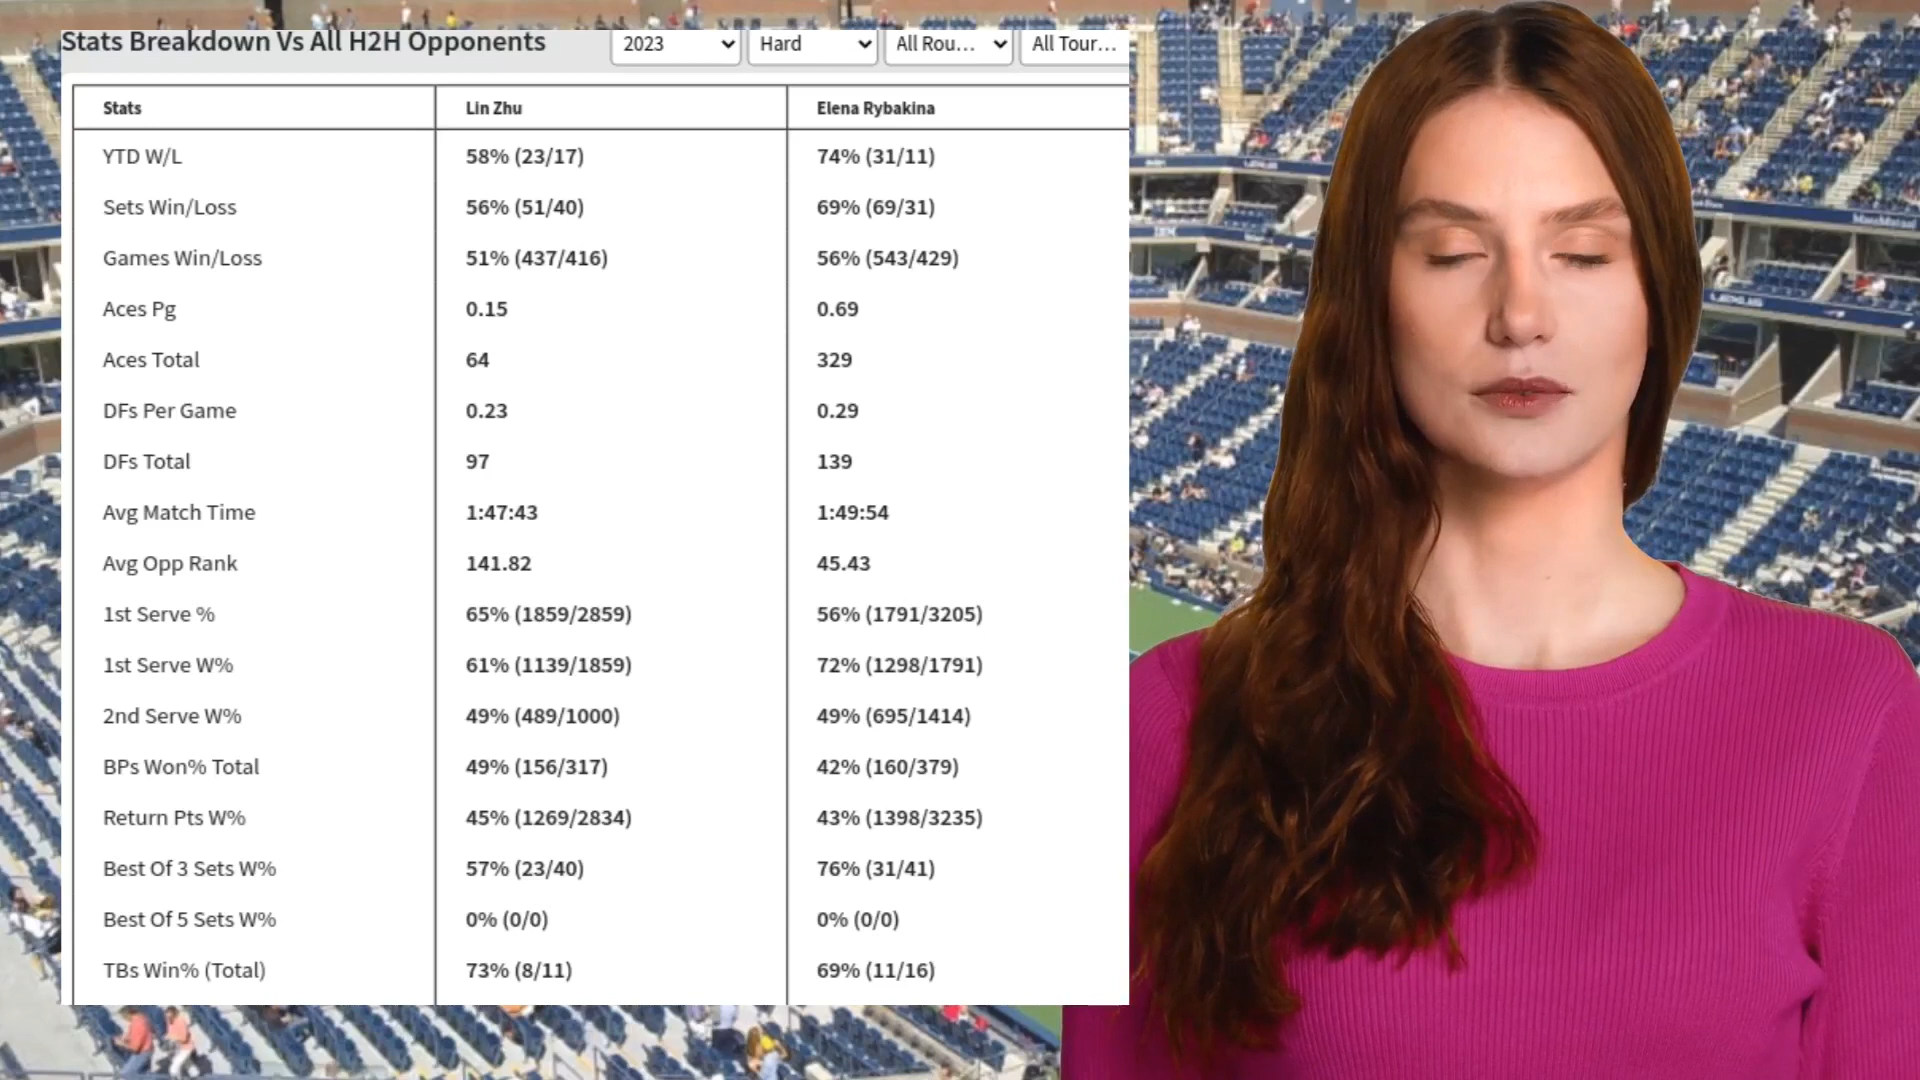 Stats Breakdown Vs All H2H Opponents 2023 Hard All Rou... All Tour...
Stats Lin Zhu Elena Rybakina
YTD W/L 58% (23/17) 74% (31/11)
Sets Win/Loss 56% (51/40) 69% (69/31)
Games Win/Loss 51% (437/416) 56% (543/429)
Aces Pg 0.15 0.69
Aces Total 64 329
DFs Per Game 0.23 0.29
DFs Total 97 139
Avg Match Time 1:47:43 1:49:54
Avg Opp Rank 141.82 45.43
1st Serve % 65% (1859/2859) 56% (1791/3205)
1st Serve W% 61% (1139/1859) 72% (1298/1791)
2nd Serve W% 49% (489/1000) 49% (695/1414)
BPs Won% Total 49% (156/317) 42% (160/379)
Return Pts W% 45% (1269/2834) 43% (1398/3235)
Best Of 3 Sets W% 57% (23/40) 76% (31/41)
Best Of 5 Sets W% 0% (0/0) 0% (0/0)
TBs Win% (Total) 73% (8/11) 69% (11/16)
IBM
LEXUS